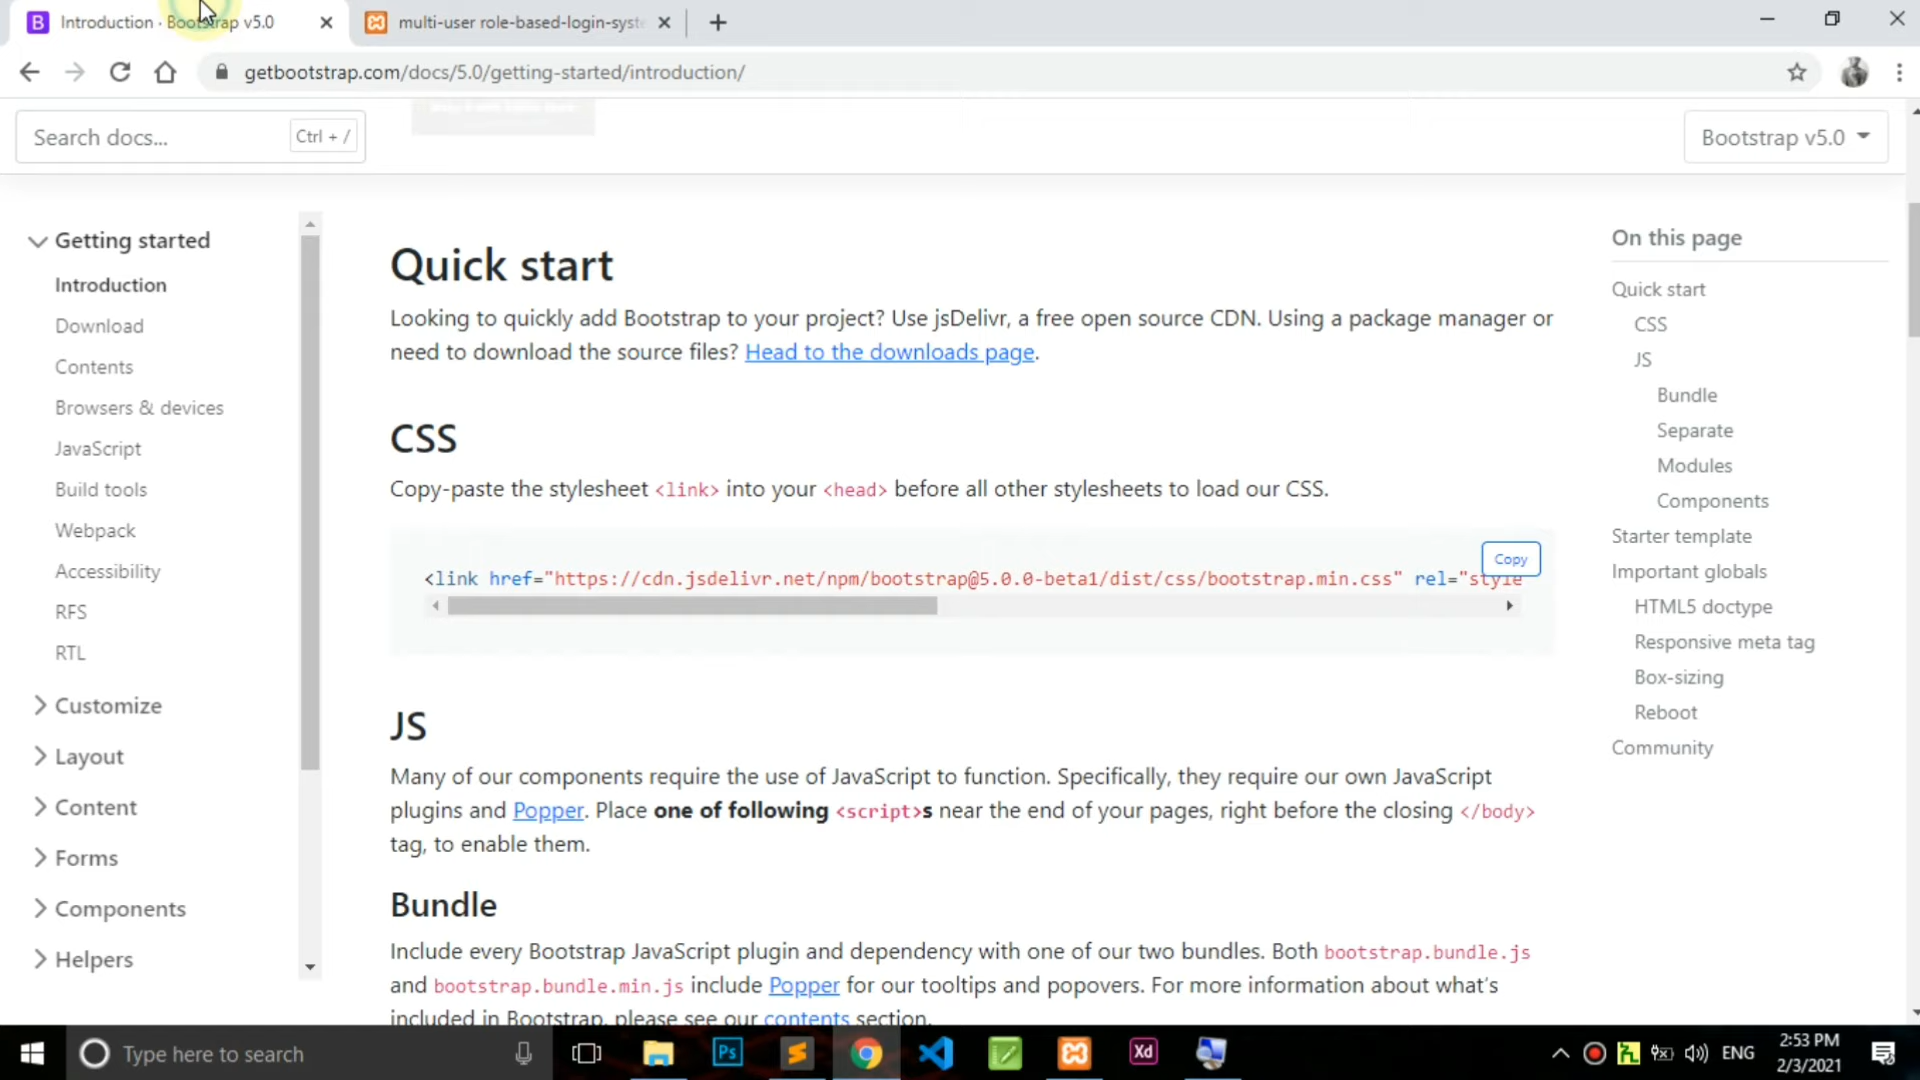 Introduction · Bootstrap v5.0
multi-user role-based-login-syste
getbootstrap.com/docs/5.0/getting-started/introduction/
Search docs...
Ctrl + /
Bootstrap v5.0
Getting started
Introduction
Download
Contents
Browsers & devices
JavaScript
Build tools
Webpack
Accessibility
RFS
RTL
Customize
Layout
Content
Forms
Components
Helpers
Quick start
Looking to quickly add Bootstrap to your project? Use jsDelivr, a free open source CDN. Using a package manager or
need to download the source files? Head to the downloads page.
CSS
Copy-paste the stylesheet <link> into your <head> before all other stylesheets to load our CSS.
Copy
<link href="https://cdn.jsdelivr.net/npm/bootstrap@5.0.0-beta1/dist/css/bootstrap.min.css" rel="style
JS
Many of our components require the use of JavaScript to function. Specifically, they require our own JavaScript
plugins and Popper. Place one of following <script>s near the end of your pages, right before the closing </body>
tag, to enable them.
Bundle
Include every Bootstrap JavaScript plugin and dependency with one of our two bundles. Both bootstrap.bundle.js
and bootstrap.bundle.min.js include Popper for our tooltips and popovers. For more information about what's
included in Bootstrap, please see our contents section.
On this page
Quick start
CSS
JS
Bundle
Separate
Modules
Components
Starter template
Important globals
HTML5 doctype
Responsive meta tag
Box-sizing
Reboot
Community
Type here to search
Ps
Xd
ENG
2:53 PM
2/3/2021